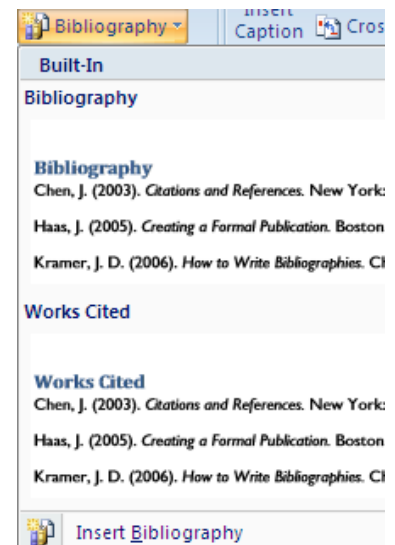 Bibliography
Insert
Caption Cros
Built-In
Bibliography
Bibliography
Chen, J. (2003). Citations and References. New York:
Haas, J. (2005). Creating a Formal Publication. Boston
Kramer, J. D. (2006). How to Write Bibliographies.
Works Cited
Works Cited
Chen, J. (2003). Citations and References. New York:
Haas, J. (2005). Creating a Formal Publication. Boston
Kramer, J. D. (2006). How to Write Bibliographies.
Insert Bibliography